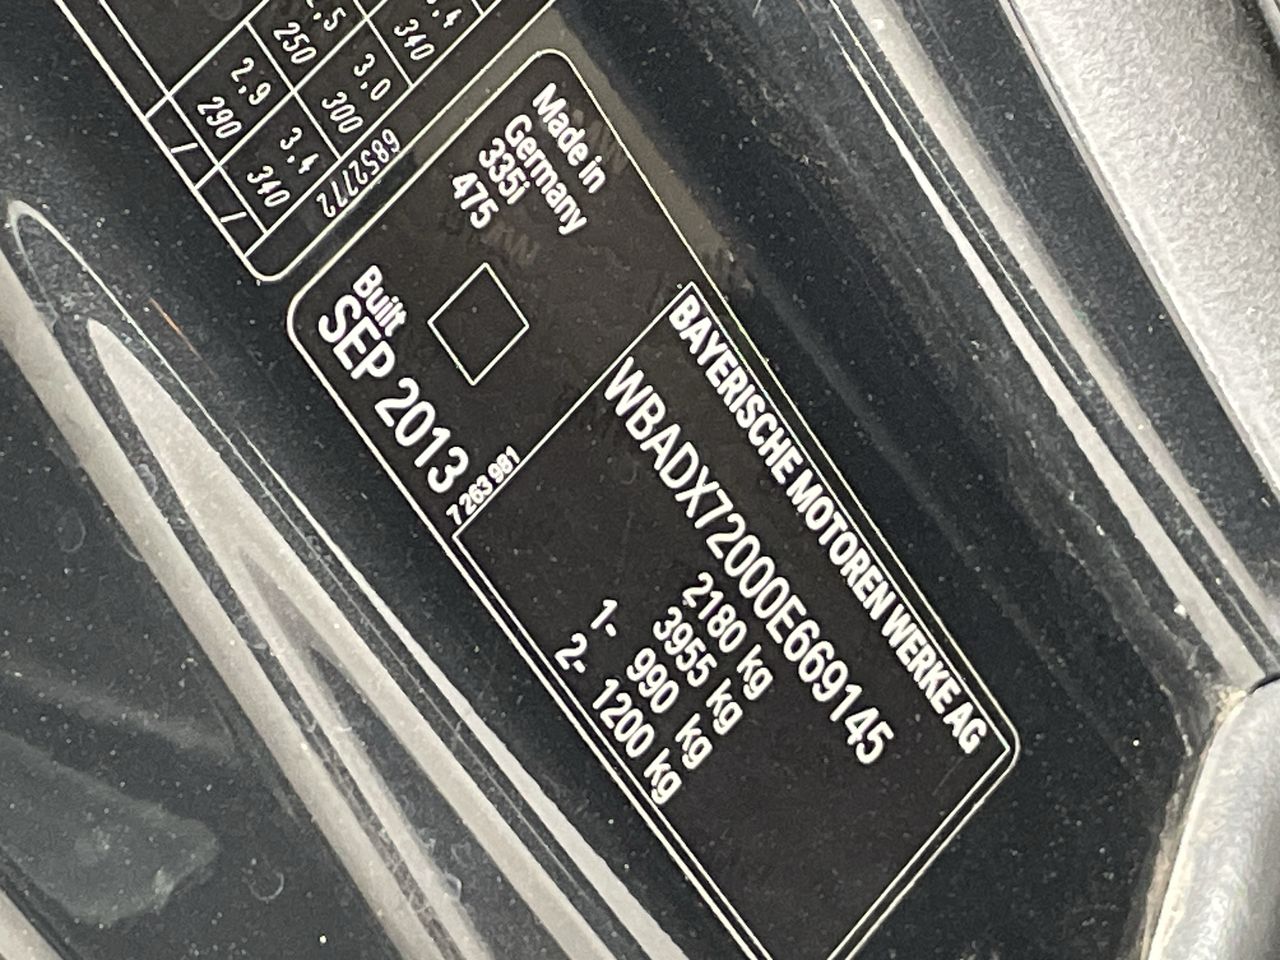 2,5
250
3,4
340
2,9
290
3,0
300
3,4
340
6852772
Made in
Germany
335i
475
Built
SEP 2013
7 263 981
BAYERISCHE MOTOREN WERKE AG
WBADX72000E669145
2180 kg
3955 kg
1- 990 kg
2- 1200 kg